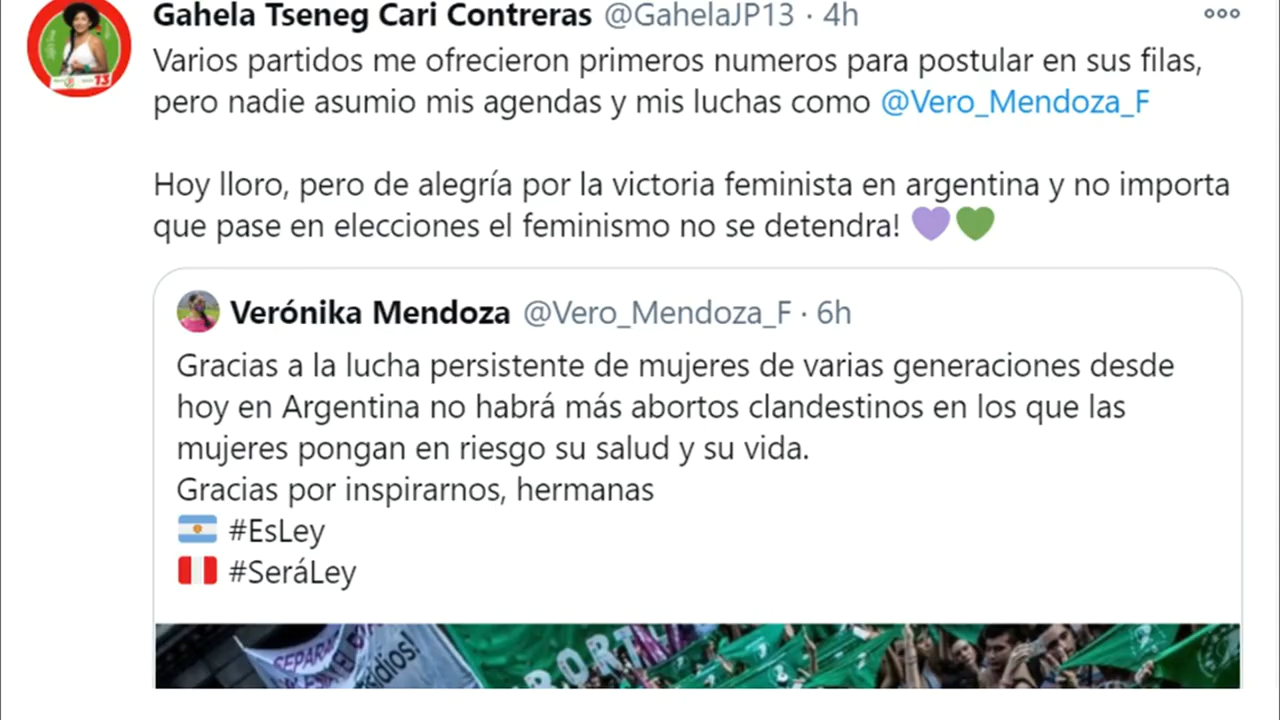 Gahela Tseneg Cari Contreras @GahelaJP13 · 4h
Varios partidos me ofrecieron primeros numeros para postular en sus filas,
pero nadie asumio mis agendas y mis luchas como @Vero_Mendoza_F
Hoy lloro, pero de alegría por la victoria feminista en argentina y no importa
que pase en elecciones el feminismo no se detendra! 💜💚
Verónika Mendoza @Vero_Mendoza_F · 6h
Gracias a la lucha persistente de mujeres de varias generaciones desde
hoy en Argentina no habrá más abortos clandestinos en los que las
mujeres pongan en riesgo su salud y su vida.
Gracias por inspirarnos, hermanas
🇦🇷 #EsLey
🇵🇪 #SeráLey
13